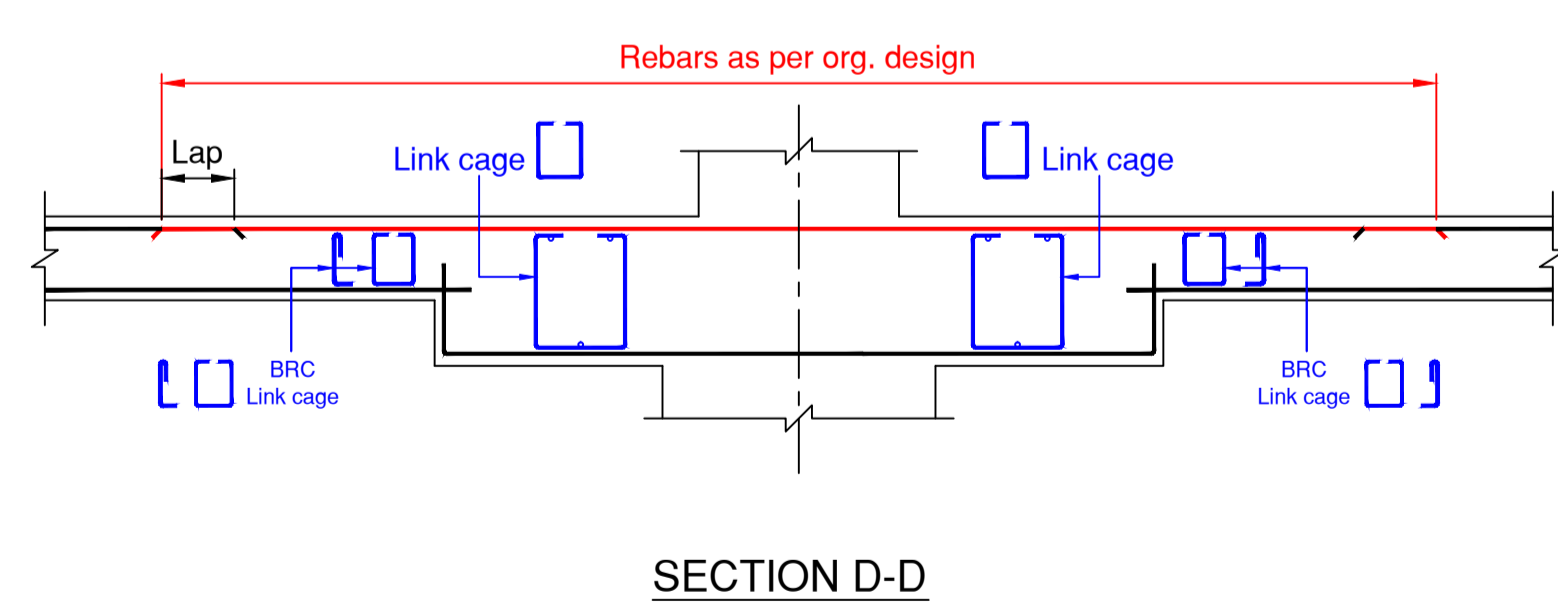 Rebars as per org. design
Lap
Link cage
Link cage
BRC
Link cage
BRC
Link cage
SECTION D-D